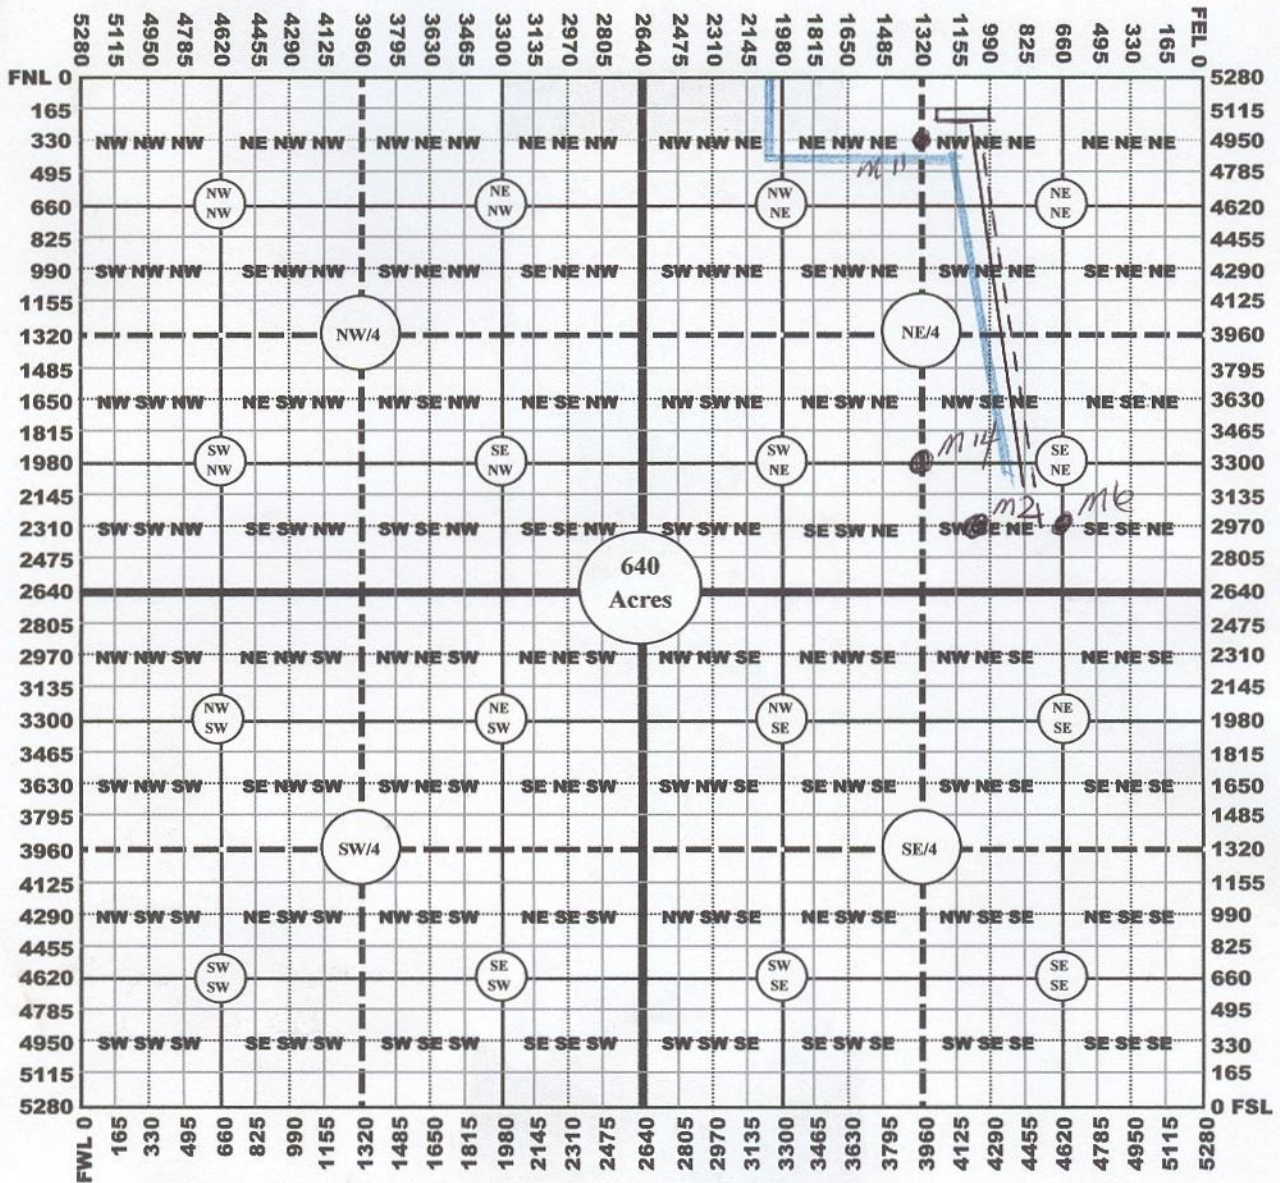 5280 5115 4950 4785 4620 4455 4290 4125 3960 3795 3630 3465 3300 3135 2970 2805 2640 2475 2310 2145 1980 1815 1650 1485 1320 1155 990 825 660 495 330 165 FEL 0
FNL 0 5280
165 5115
330 NW NW NW NE NW NW NW NE NW NE NE NW NW NW NE NE NW NE NW NE NE NE NE NE 4950
495 M 11 4785
NW NW NE NW NW NE NE NE
660 4620
825 4455
990 SW NW NW SE NW NW SW NE NW SE NE NW SW NW NE SE NW NE SW NE NE SE NE NE 4290
1155 4125
1320 NW/4 NE/4 3960
1485 3795
1650 NW SW NW NE SW NW NW SE NW NE SE NW NW SW NE NE SW NE NW SE NE NE SE NE 3630
1815 M 14 3465
SW NW SE NW SW NE SE NE
1980 3300
2145 M6 3135
2310 SW SW NW SE SW NW SW SE NW SE SE NW SW SW NE SE SW NE SW SE NE SE SE NE 2970
2475 640 2805
2640 Acres 2640
2805 2475
2970 NW NW SW NE NW SW NW NE SW NE NE SW NW NW SE NE NW SE NW NE SE NE NE SE 2310
3135 2145
NW SW NE SW NW SE NE SE
3300 1980
3465 1815
3630 SW NW SW SE NW SW SW NE SW SE NE SW SW NW SE SE NW SE SW NE SE SE NE SE 1650
3795 1485
3960 SW/4 SE/4 1320
4125 1155
4290 NW SW SW NE SW SW NW SE SW NE SE SW NW SW SE NE SW SE NW SE SE NE SE SE 990
4455 825
SW SW SE SW SW SE SE SE
4620 660
4785 495
4950 SW SW SW SE SW SW SW SE SW SE SE SW SW SW SE SE SW SE SW SE SE SE SE SE 330
5115 165
5280 0 FSL
FWL 0 165 330 495 660 825 990 1155 1320 1485 1650 1815 1980 2145 2310 2475 2640 2805 2970 3135 3300 3465 3630 3795 3960 4125 4290 4455 4620 4785 4950 5115 5280